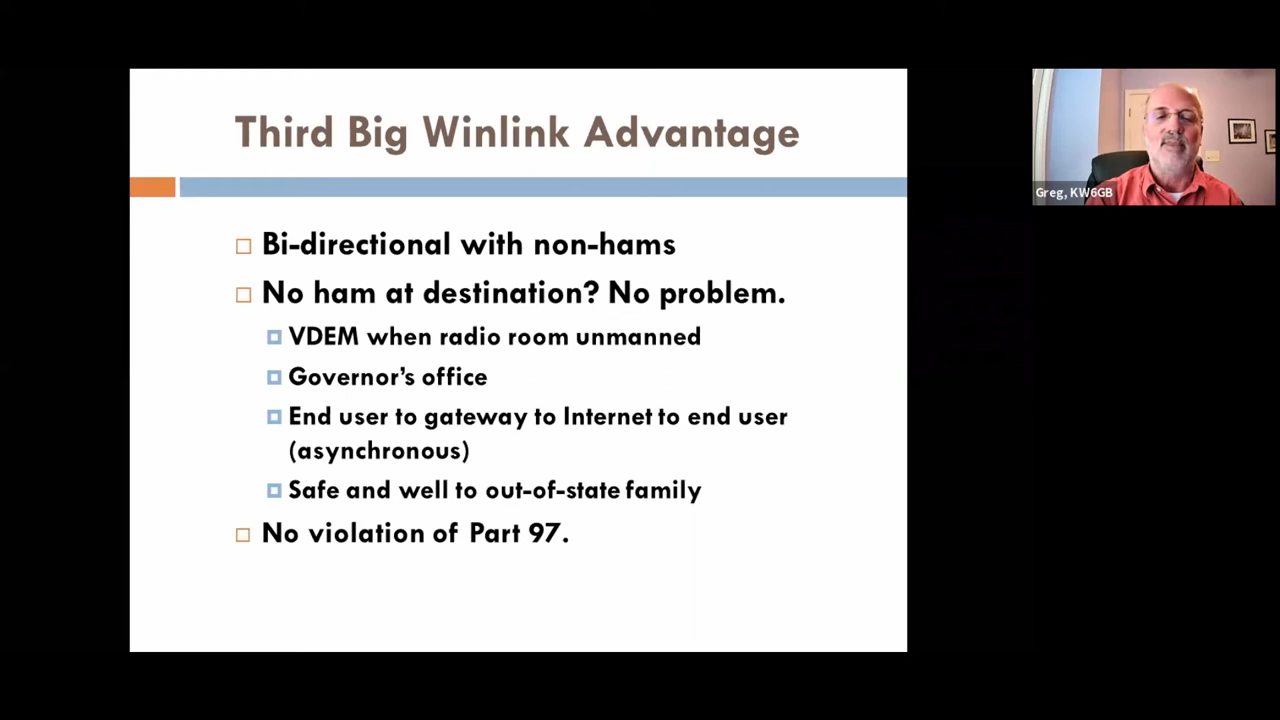 Third Big Winlink Advantage
Bi-directional with non-hams
No ham at destination? No problem.
VDEM when radio room unmanned
Governor's office
End user to gateway to Internet to end user
(asynchronous)
Safe and well to out-of-state family
No violation of Part 97.
Greg, KW6GB